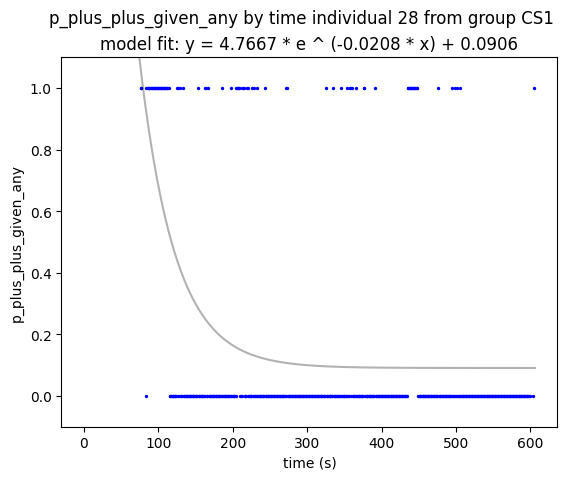 p_plus_plus_given_any by time individual 28 from group CS1
model fit: y = 4.7667 * e ^ (-0.0208 * x) + 0.0906
1.0
0.8
0.6
0.4
0.2
0.0
p_plus_plus_given_any
0 100 200 300 400 500 600
time (s)